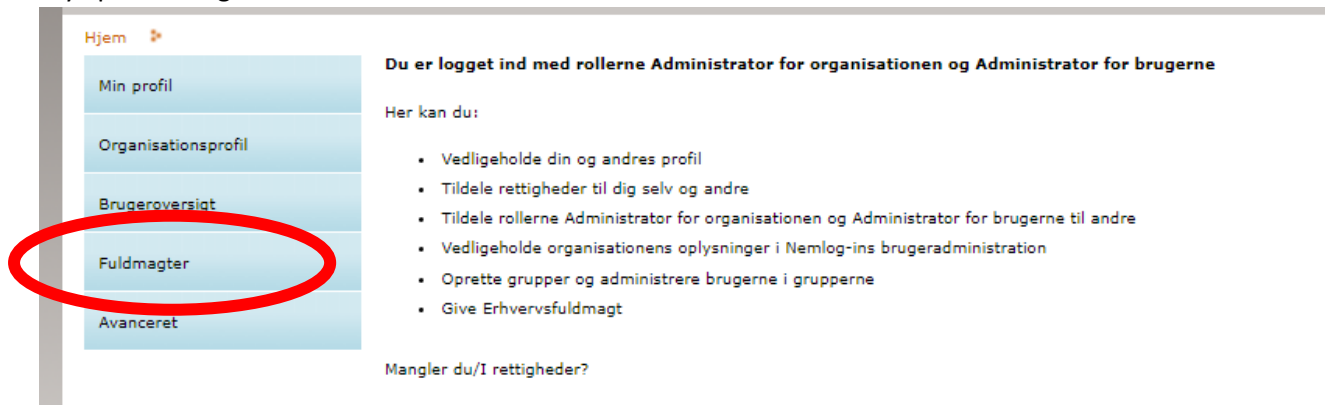 Hjem
Min profil
Organisationsprofil
Brugeroversigt
Fuldmagter
Avanceret
Du er logget ind med rollerne Administrator for organisationen og Administrator for brugerne
Her kan du:
• Vedligeholde din og andres profil
• Tildele rettigheder til dig selv og andre
• Tildele rollerne Administrator for organisationen og Administrator for brugerne til andre
• Vedligeholde organisationens oplysninger i Nemlog-ins brugeradministration
• Oprette grupper og administrere brugerne i grupperne
• Give Erhvervsfuldmagt
Mangler du/I rettigheder?